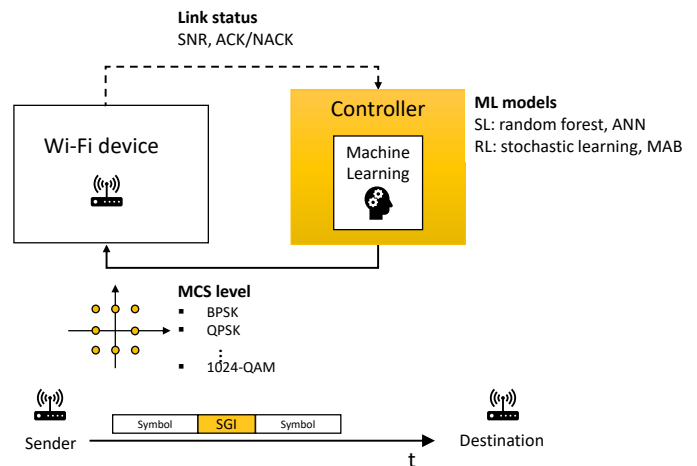 Link status
SNR, ACK/NACK
Wi-Fi device
Controller
Machine
Learning
ML models
SL: random forest, ANN
RL: stochastic learning, MAB
MCS level
▪ BPSK
▪ QPSK
⋮
▪ 1024-QAM
Symbol
SGI
Symbol
Sender
t
Destination